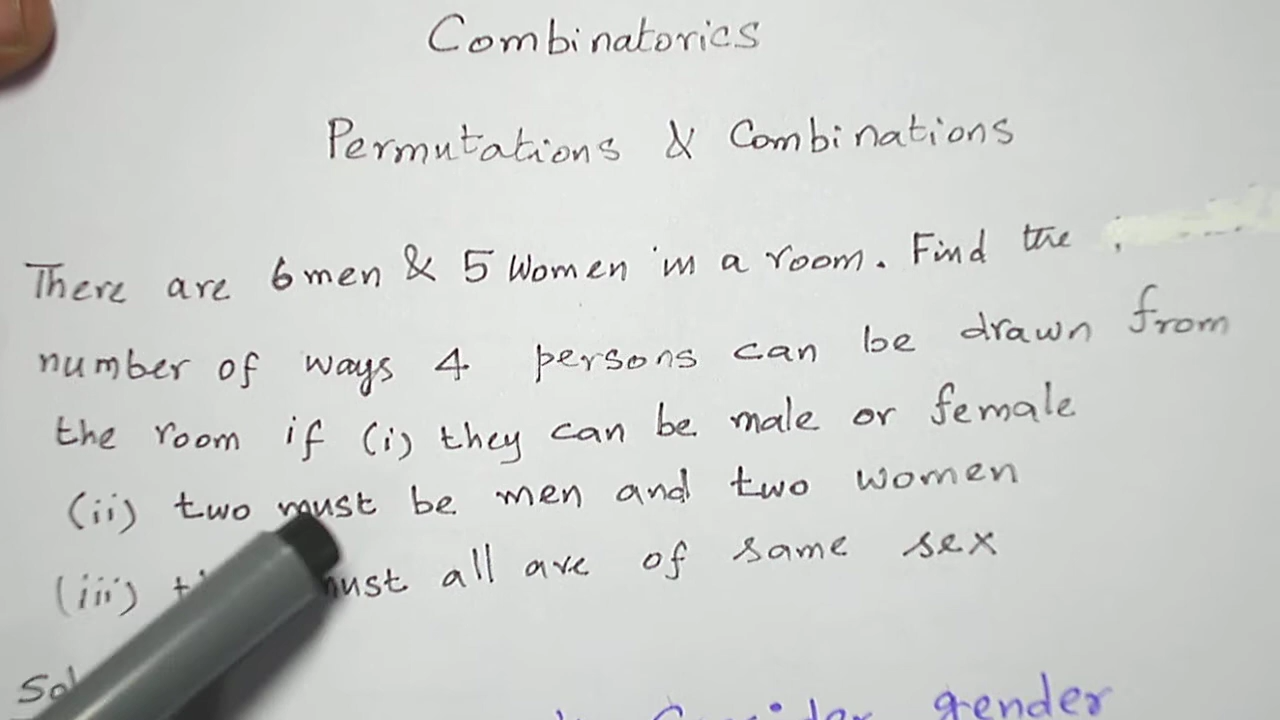 Combinatorics
Permutations & Combinations
There are 6 men & 5 Women in a room. Find the
number of ways 4 persons can be drawn from
the room if (i) they can be male or female
(ii) two must be men and two women
(iii) must all are of same sex
Sol
Consider gender